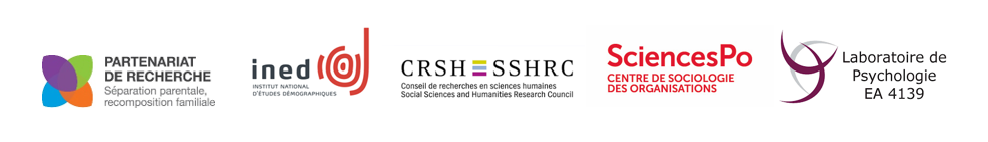 PARTENARIAT
DE RECHERCHE
Séparation parentale,
recomposition familiale
ined
INSTITUT NATIONAL
D'ÉTUDES DÉMOGRAPHIQUES
CRSH SSHRC
Conseil de recherches en sciences humaines
Social Sciences and Humanities Research Council
SciencesPo
CENTRE DE SOCIOLOGIE
DES ORGANISATIONS
Laboratoire de
Psychologie
EA 4139